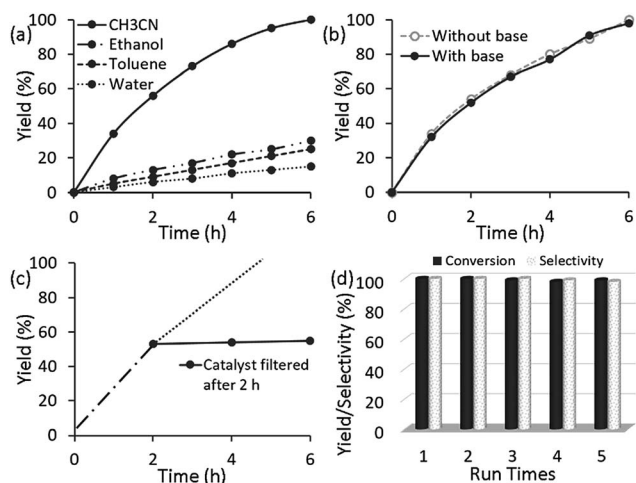 (a)
CH3CN
Ethanol
Toluene
Water
Yield (%)
100
80
60
40
20
0
0 2 4 6
Time (h)
(b)
Without base
With base
Yield (%)
100
80
60
40
20
0
0 2 4 6
Time (h)
(c)
Catalyst filtered
after 2 h
Yield (%)
100
80
60
40
20
0
0 2 4 6
Time (h)
(d)
Conversion Selectivity
Yield/Selectivity (%)
100
80
60
40
20
0
1 2 3 4 5
Run Times